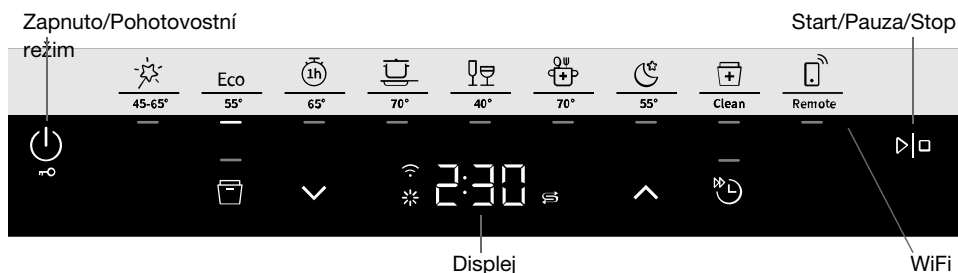 Zapnuto/Pohotovostní
režim
Start/Pauza/Stop
1h
Eco
45-65° 55° 65° 70° 40° 70° 55° Clean Remote
2:30
Displej
WiFi